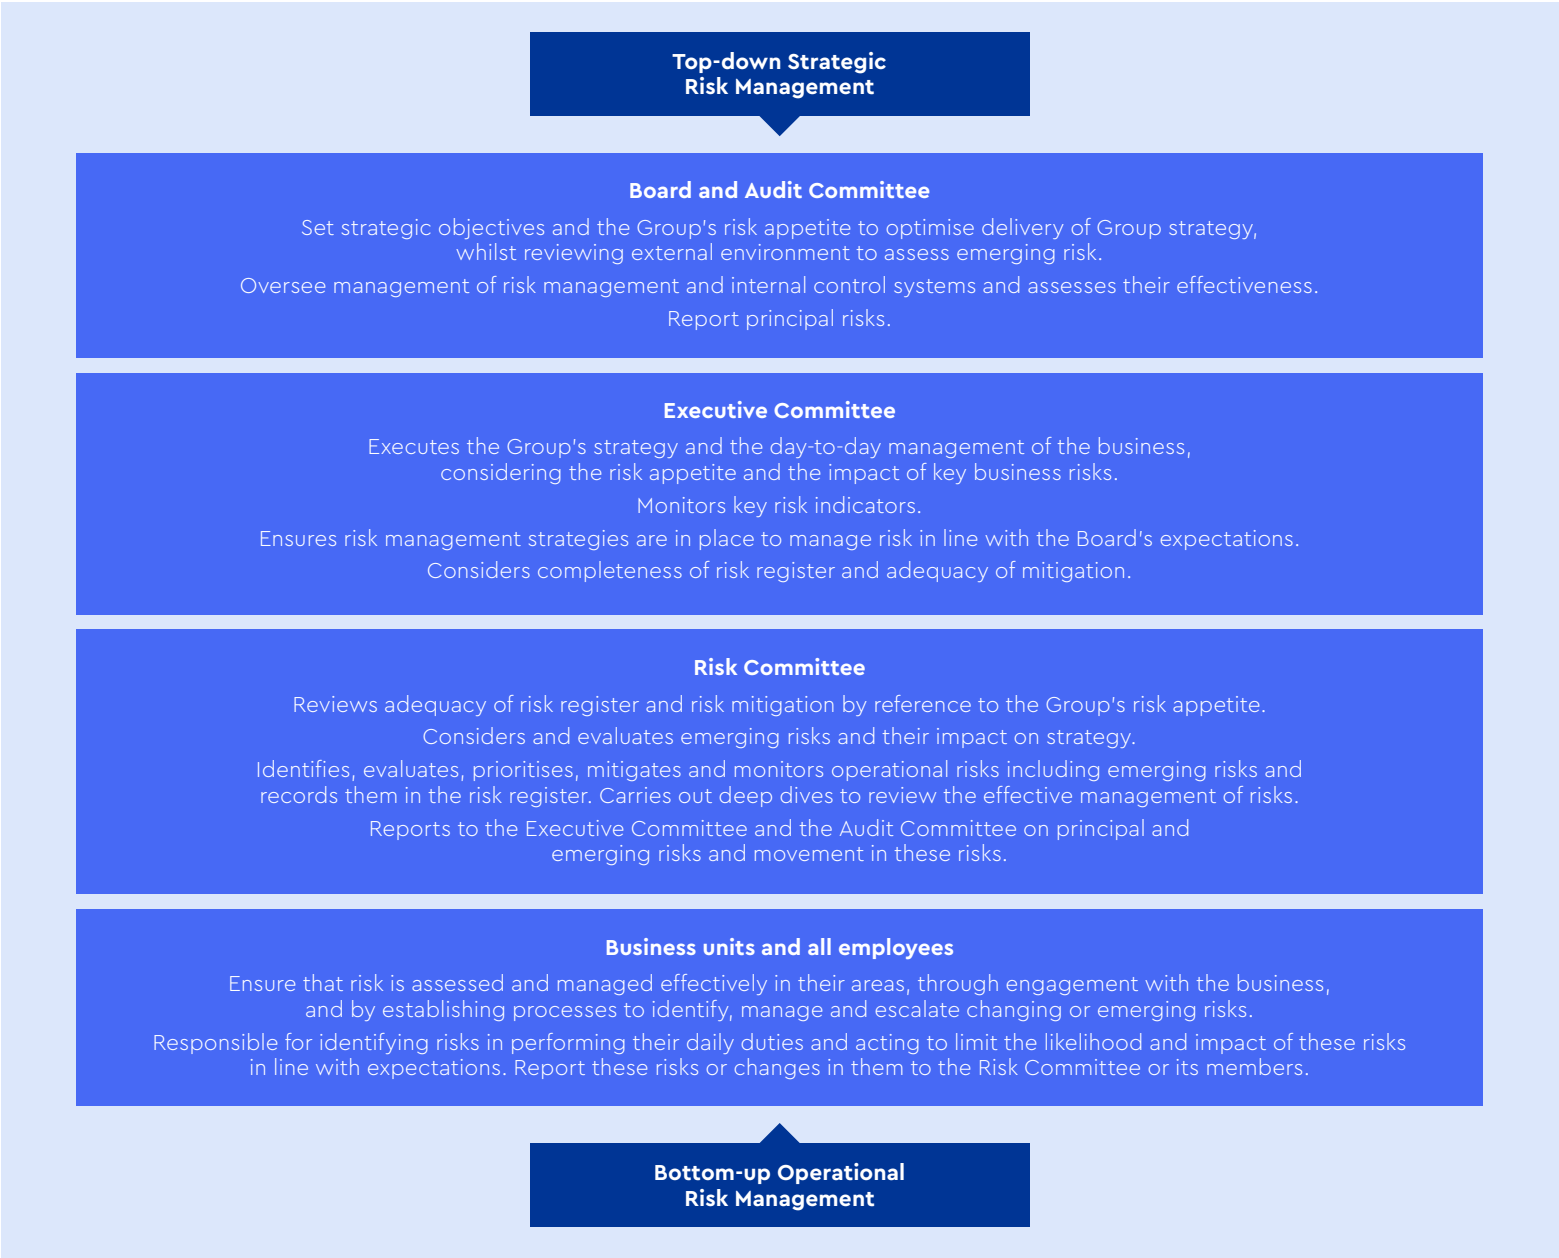 Top-down Strategic
Risk Management
Board and Audit Committee
Set strategic objectives and the Group's risk appetite to optimise delivery of Group strategy,
whilst reviewing external environment to assess emerging risk.
Oversee management of risk management and internal control systems and assesses their effectiveness.
Report principal risks.
Executive Committee
Executes the Group's strategy and the day-to-day management of the business,
considering the risk appetite and the impact of key business risks.
Monitors key risk indicators.
Ensures risk management strategies are in place to manage risk in line with the Board's expectations.
Considers completeness of risk register and adequacy of mitigation.
Risk Committee
Reviews adequacy of risk register and risk mitigation by reference to the Group's risk appetite.
Considers and evaluates emerging risks and their impact on strategy.
Identifies, evaluates, prioritises, mitigates and monitors operational risks including emerging risks and
records them in the risk register. Carries out deep dives to review the effective management of risks.
Reports to the Executive Committee and the Audit Committee on principal and
emerging risks and movement in these risks.
Business units and all employees
Ensure that risk is assessed and managed effectively in their areas, through engagement with the business,
and by establishing processes to identify, manage and escalate changing or emerging risks.
Responsible for identifying risks in performing their daily duties and acting to limit the likelihood and impact of these risks
in line with expectations. Report these risks or changes in them to the Risk Committee or its members.
Bottom-up Operational
Risk Management